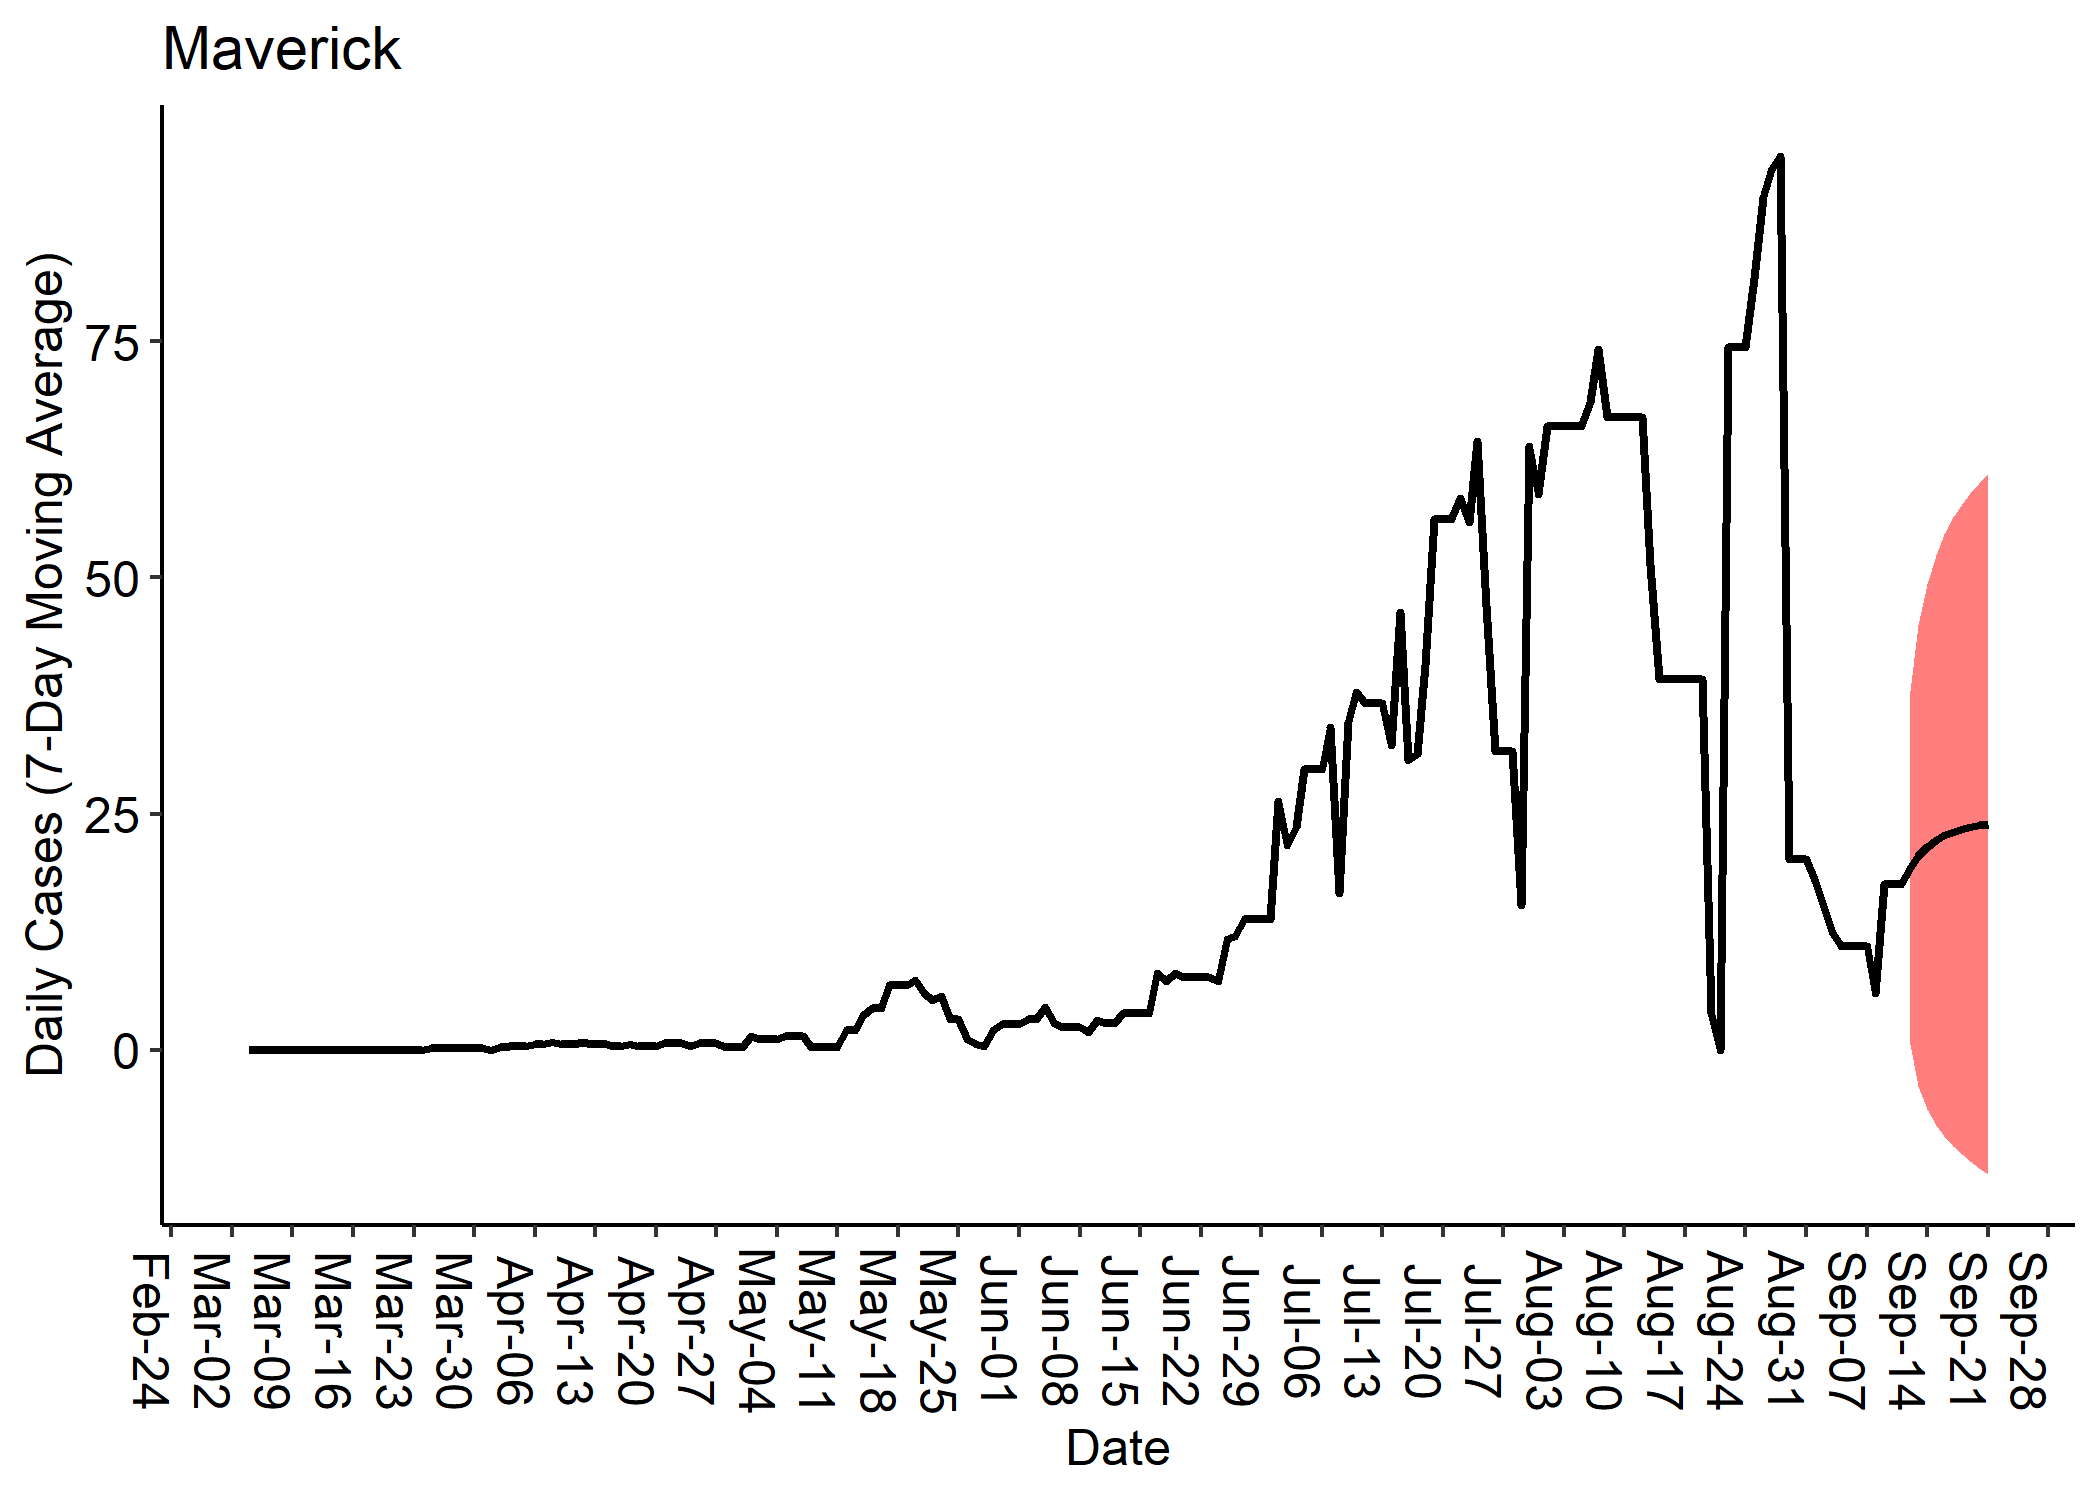 Maverick
Daily Cases (7-Day Moving Average)
75
50
25
0
Feb-24
Mar-02
Mar-09
Mar-16
Mar-23
Mar-30
Apr-06
Apr-13
Apr-20
Apr-27
May-04
May-11
May-18
May-25
Jun-01
Jun-08
Jun-15
Jun-22
Jun-29
Jul-06
Jul-13
Jul-20
Jul-27
Aug-03
Aug-10
Aug-17
Aug-24
Aug-31
Sep-07
Sep-14
Sep-21
Sep-28
Date